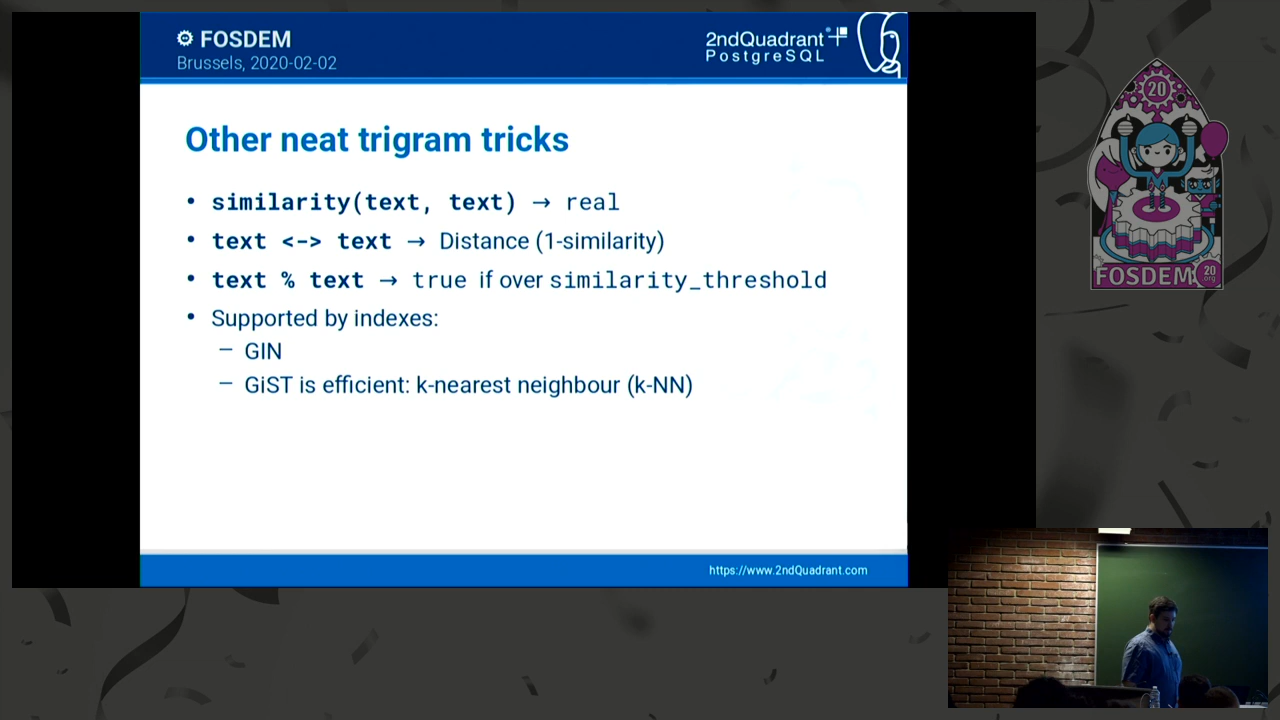 FOSDEM
Brussels, 2020-02-02
2ndQuadrant
PostgreSQL
Other neat trigram tricks
• similarity(text, text) → real
• text <-> text → Distance (1-similarity)
• text % text → true if over similarity_threshold
• Supported by indexes:
– GIN
– GiST is efficient: k-nearest neighbour (k-NN)
https://www.2ndQuadrant.com
20
FOSDEM
20
.org